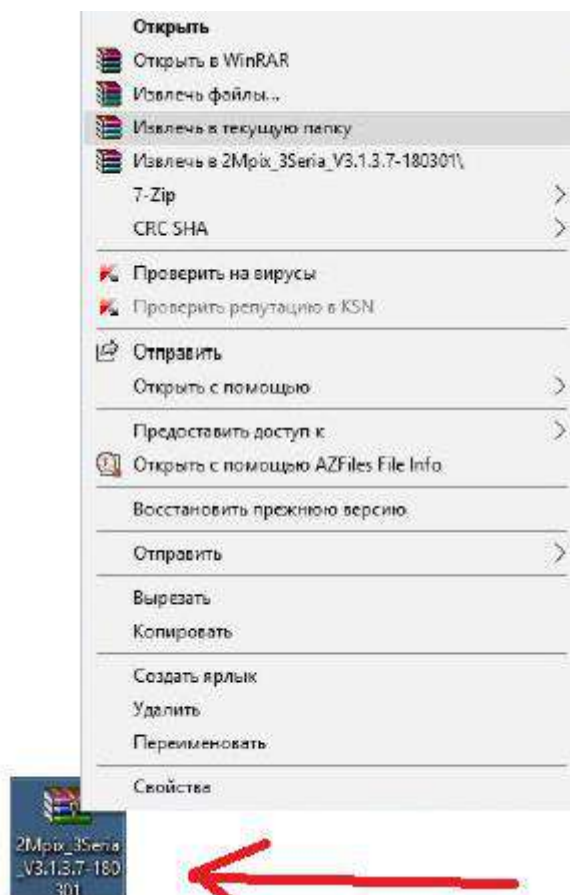 Открыть
Открыть в WinRAR
Извлечь файлы...
Извлечь в текущую папку
Извлечь в 2Mpix_3Seria_V3.1.3.7-180301\
7-Zip
CRC SHA
Проверить на вирусы
Проверить репутацию в KSN
Отправить
Открыть с помощью
Предоставить доступ к
Открыть с помощью AZFiles File Info
Восстановить прежнюю версию
Отправить
Вырезать
Копировать
Создать ярлык
Удалить
Переименовать
Свойства
2Mpix_3Seria
_V3.1.3.7-180
301